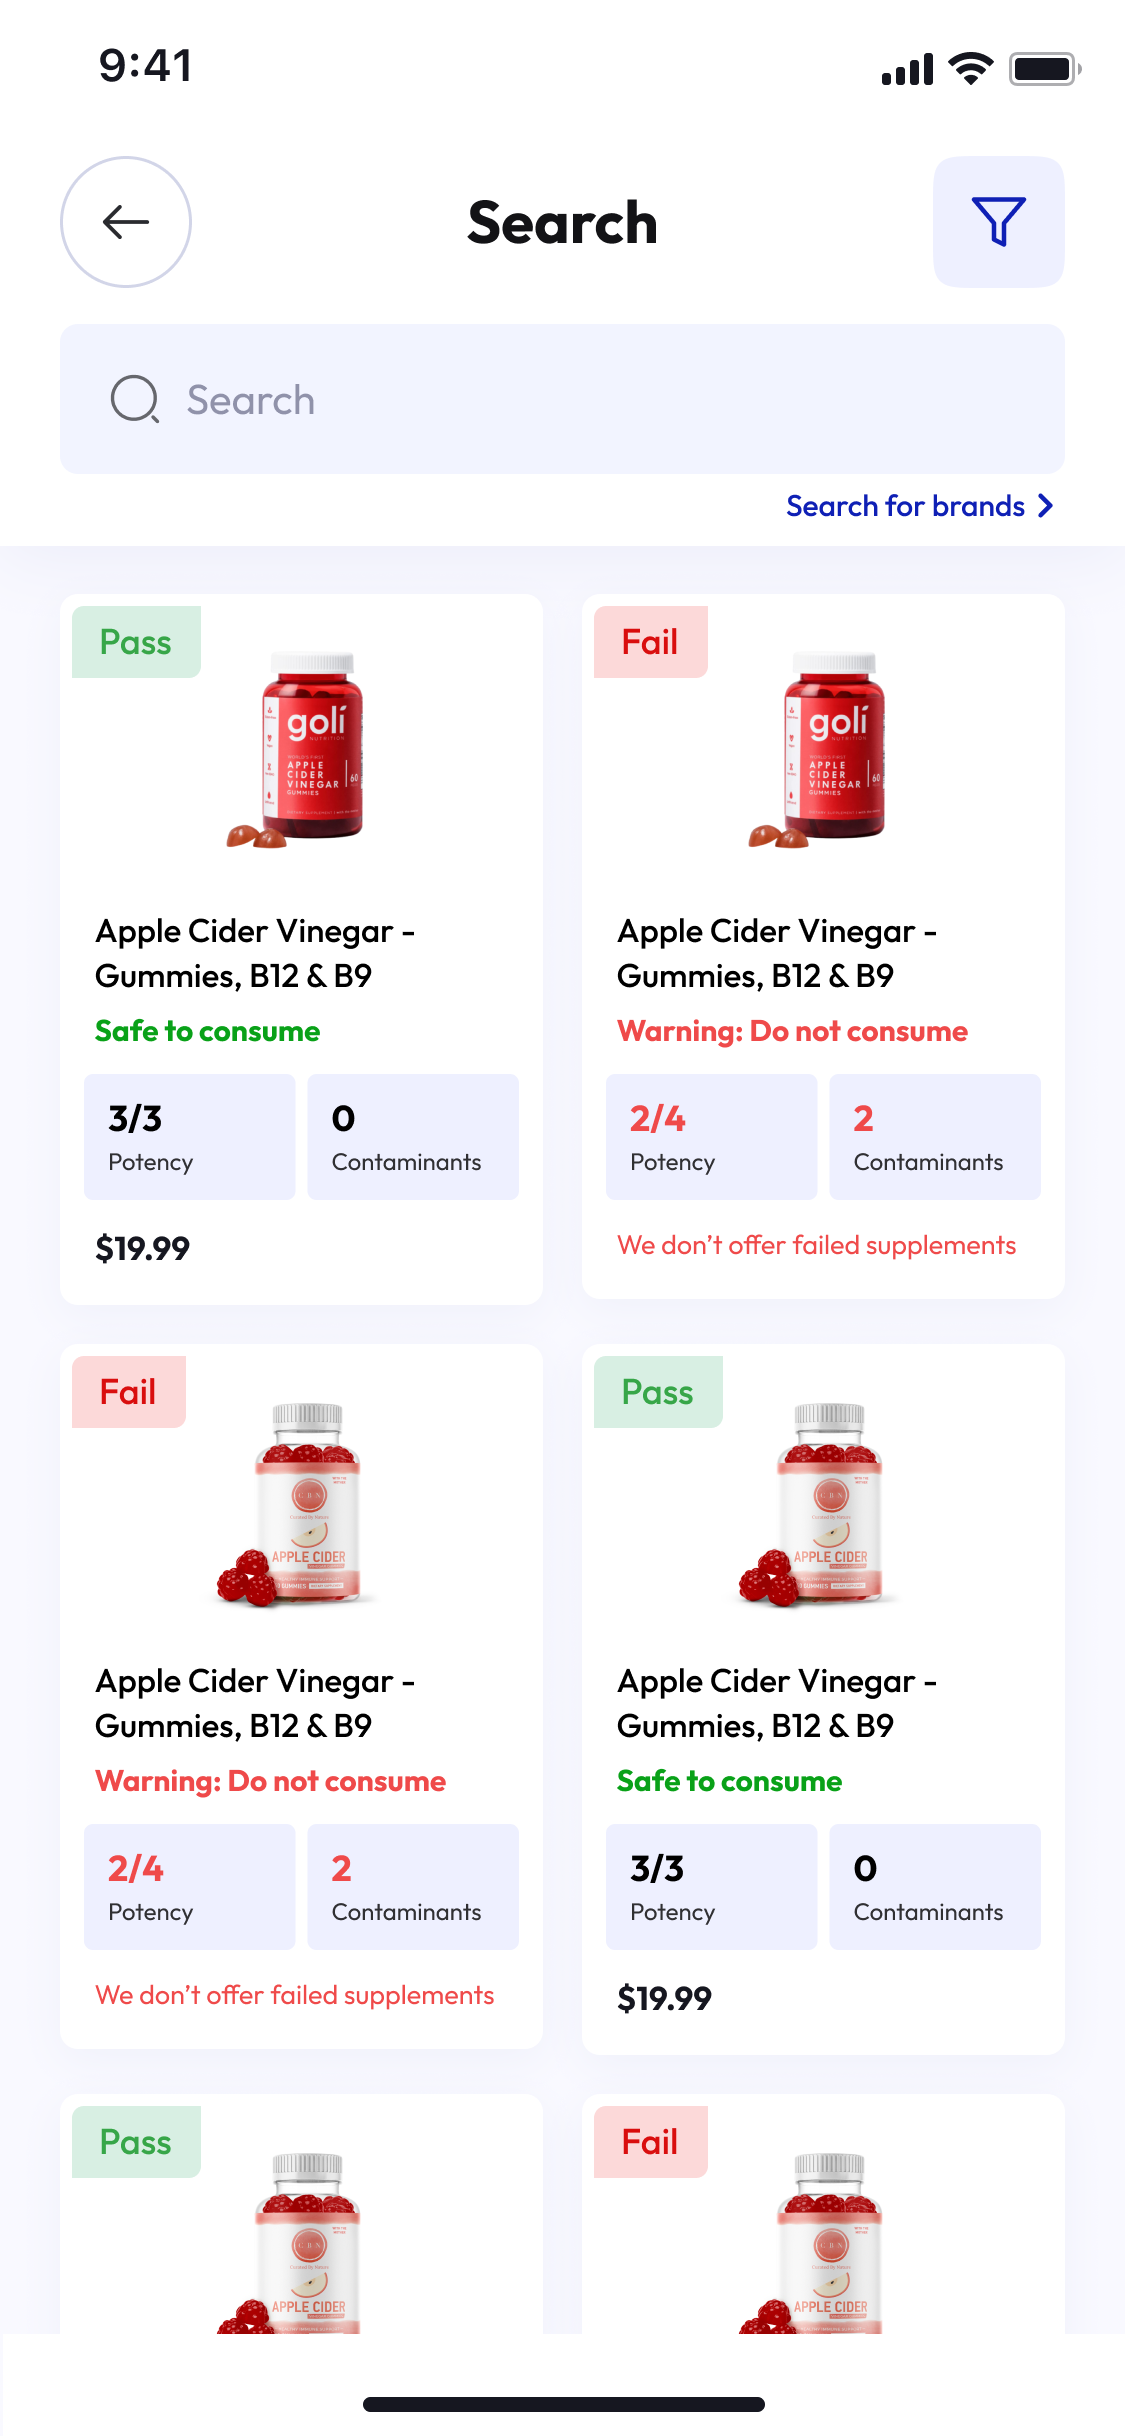 9:41
Search
Search
Search for brands
Pass
goli
NUTRITION
APPLE
CIDER
VINEGAR
GUMMIES
60
Apple Cider Vinegar -
Gummies, B12 & B9
Safe to consume
3/3
Potency
0
Contaminants
$19.99
Fail
goli
NUTRITION
APPLE
CIDER
VINEGAR
GUMMIES
60
Apple Cider Vinegar -
Gummies, B12 & B9
Warning: Do not consume
2/4
Potency
2
Contaminants
We don’t offer failed supplements
Fail
APPLE CIDER
Apple Cider Vinegar -
Gummies, B12 & B9
Warning: Do not consume
2/4
Potency
2
Contaminants
We don’t offer failed supplements
Pass
APPLE CIDER
Apple Cider Vinegar -
Gummies, B12 & B9
Safe to consume
3/3
Potency
0
Contaminants
$19.99
Pass
APPLE CIDER
Fail
APPLE CIDER